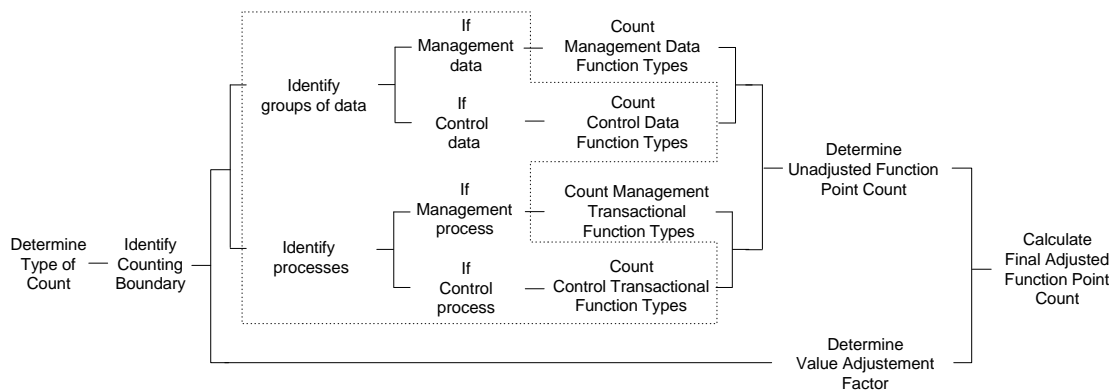 Determine
Type of
Count
Identify
Counting
Boundary
Identify
groups of data
If
Management
data
Count
Management Data
Function Types
If
Control
data
Count
Control Data
Function Types
Identify
processes
If
Management
process
Count Management
Transactional
Function Types
If
Control
process
Count
Control Transactional
Function Types
Determine
Unadjusted Function
Point Count
Determine
Value Adjustement
Factor
Calculate
Final Adjusted
Function Point
Count